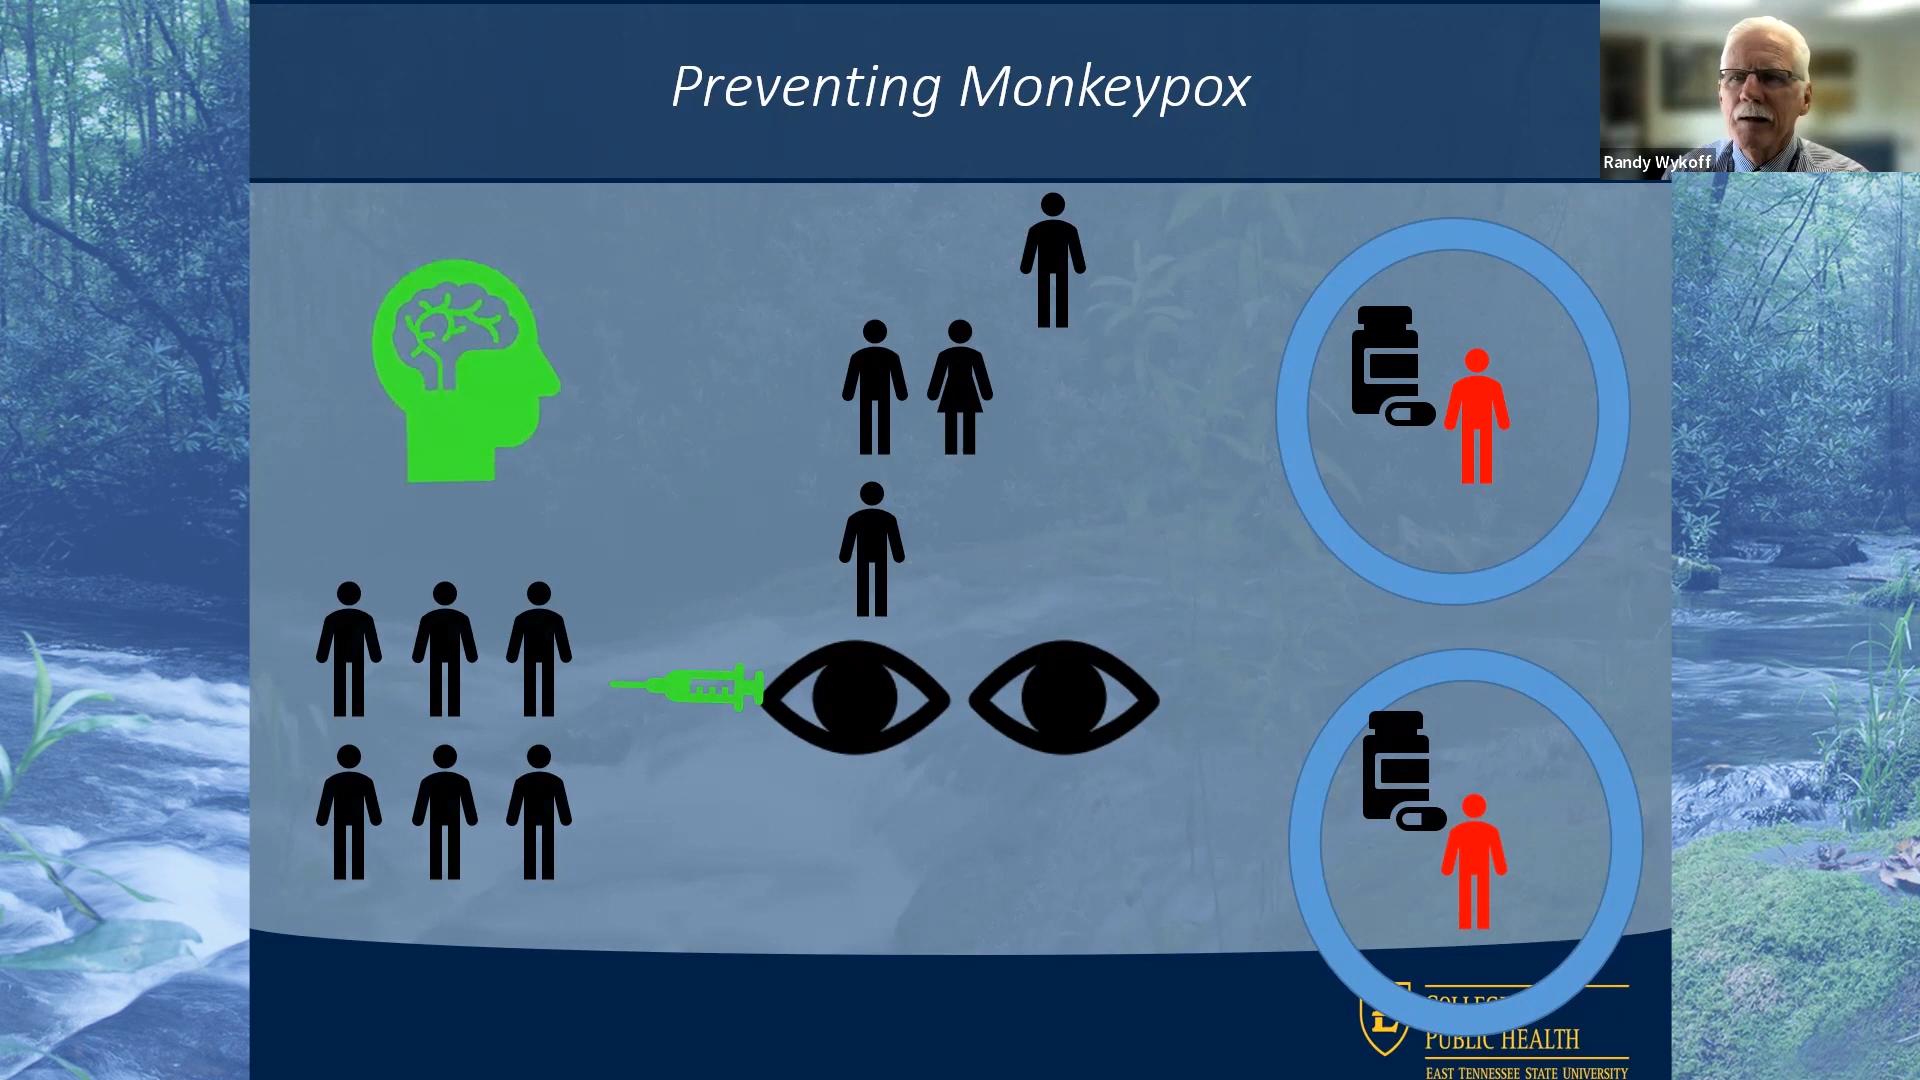 Preventing Monkeypox
Randy Wykoff
PUBLIC HEALTH
EAST TENNESSEE STATE UNIVERSITY